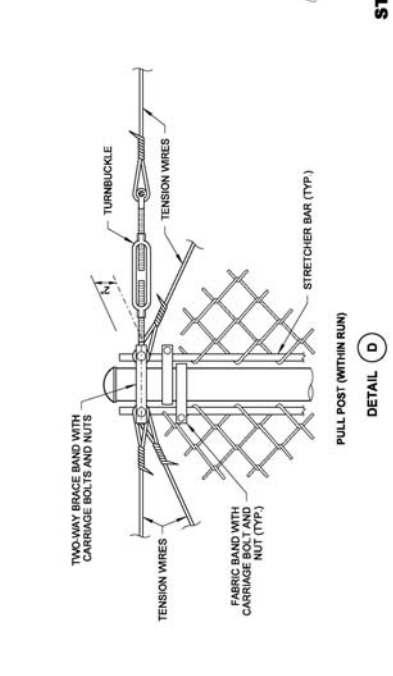 TWO-WAY BRACE BAND WITH
CARRIAGE BOLTS AND NUTS
2"
TURNBUCKLE
TENSION WIRES
TENSION WIRES
FABRIC BAND WITH
CARRIAGE BOLT AND
NUT (TYP.)
STRETCHER BAR (TYP.)
PULL POST (WITHIN RUN)
DETAIL D
ST